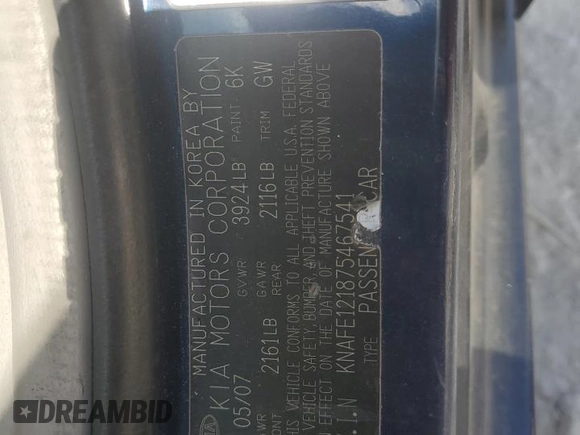 MANUFACTURED IN KOREA BY
KIA MOTORS CORPORATION
05/07 GVWR 3924LB PAINT 6K
GAWR FRONT 2161LB GAWR REAR 2116LB TRIM GW
THIS VEHICLE CONFORMS TO ALL APPLICABLE U.S.A. FEDERAL
VEHICLE SAFETY, BUMPER, AND THEFT PREVENTION STANDARDS
IN EFFECT ON THE DATE OF MANUFACTURE SHOWN ABOVE
V.I.N KNAFE121875467541
TYPE PASSENGER CAR
DREAMBID